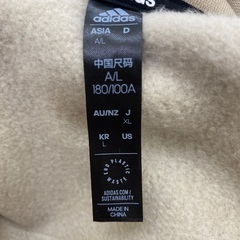 adidas
ASIA D
A/L
中国尺码
A/L
180/100A
AU/NZ J
L XL
KR US
L
END PLASTIC WASTE
ADIDAS.COM/
SUSTAINABILITY
MADE IN
CHINA